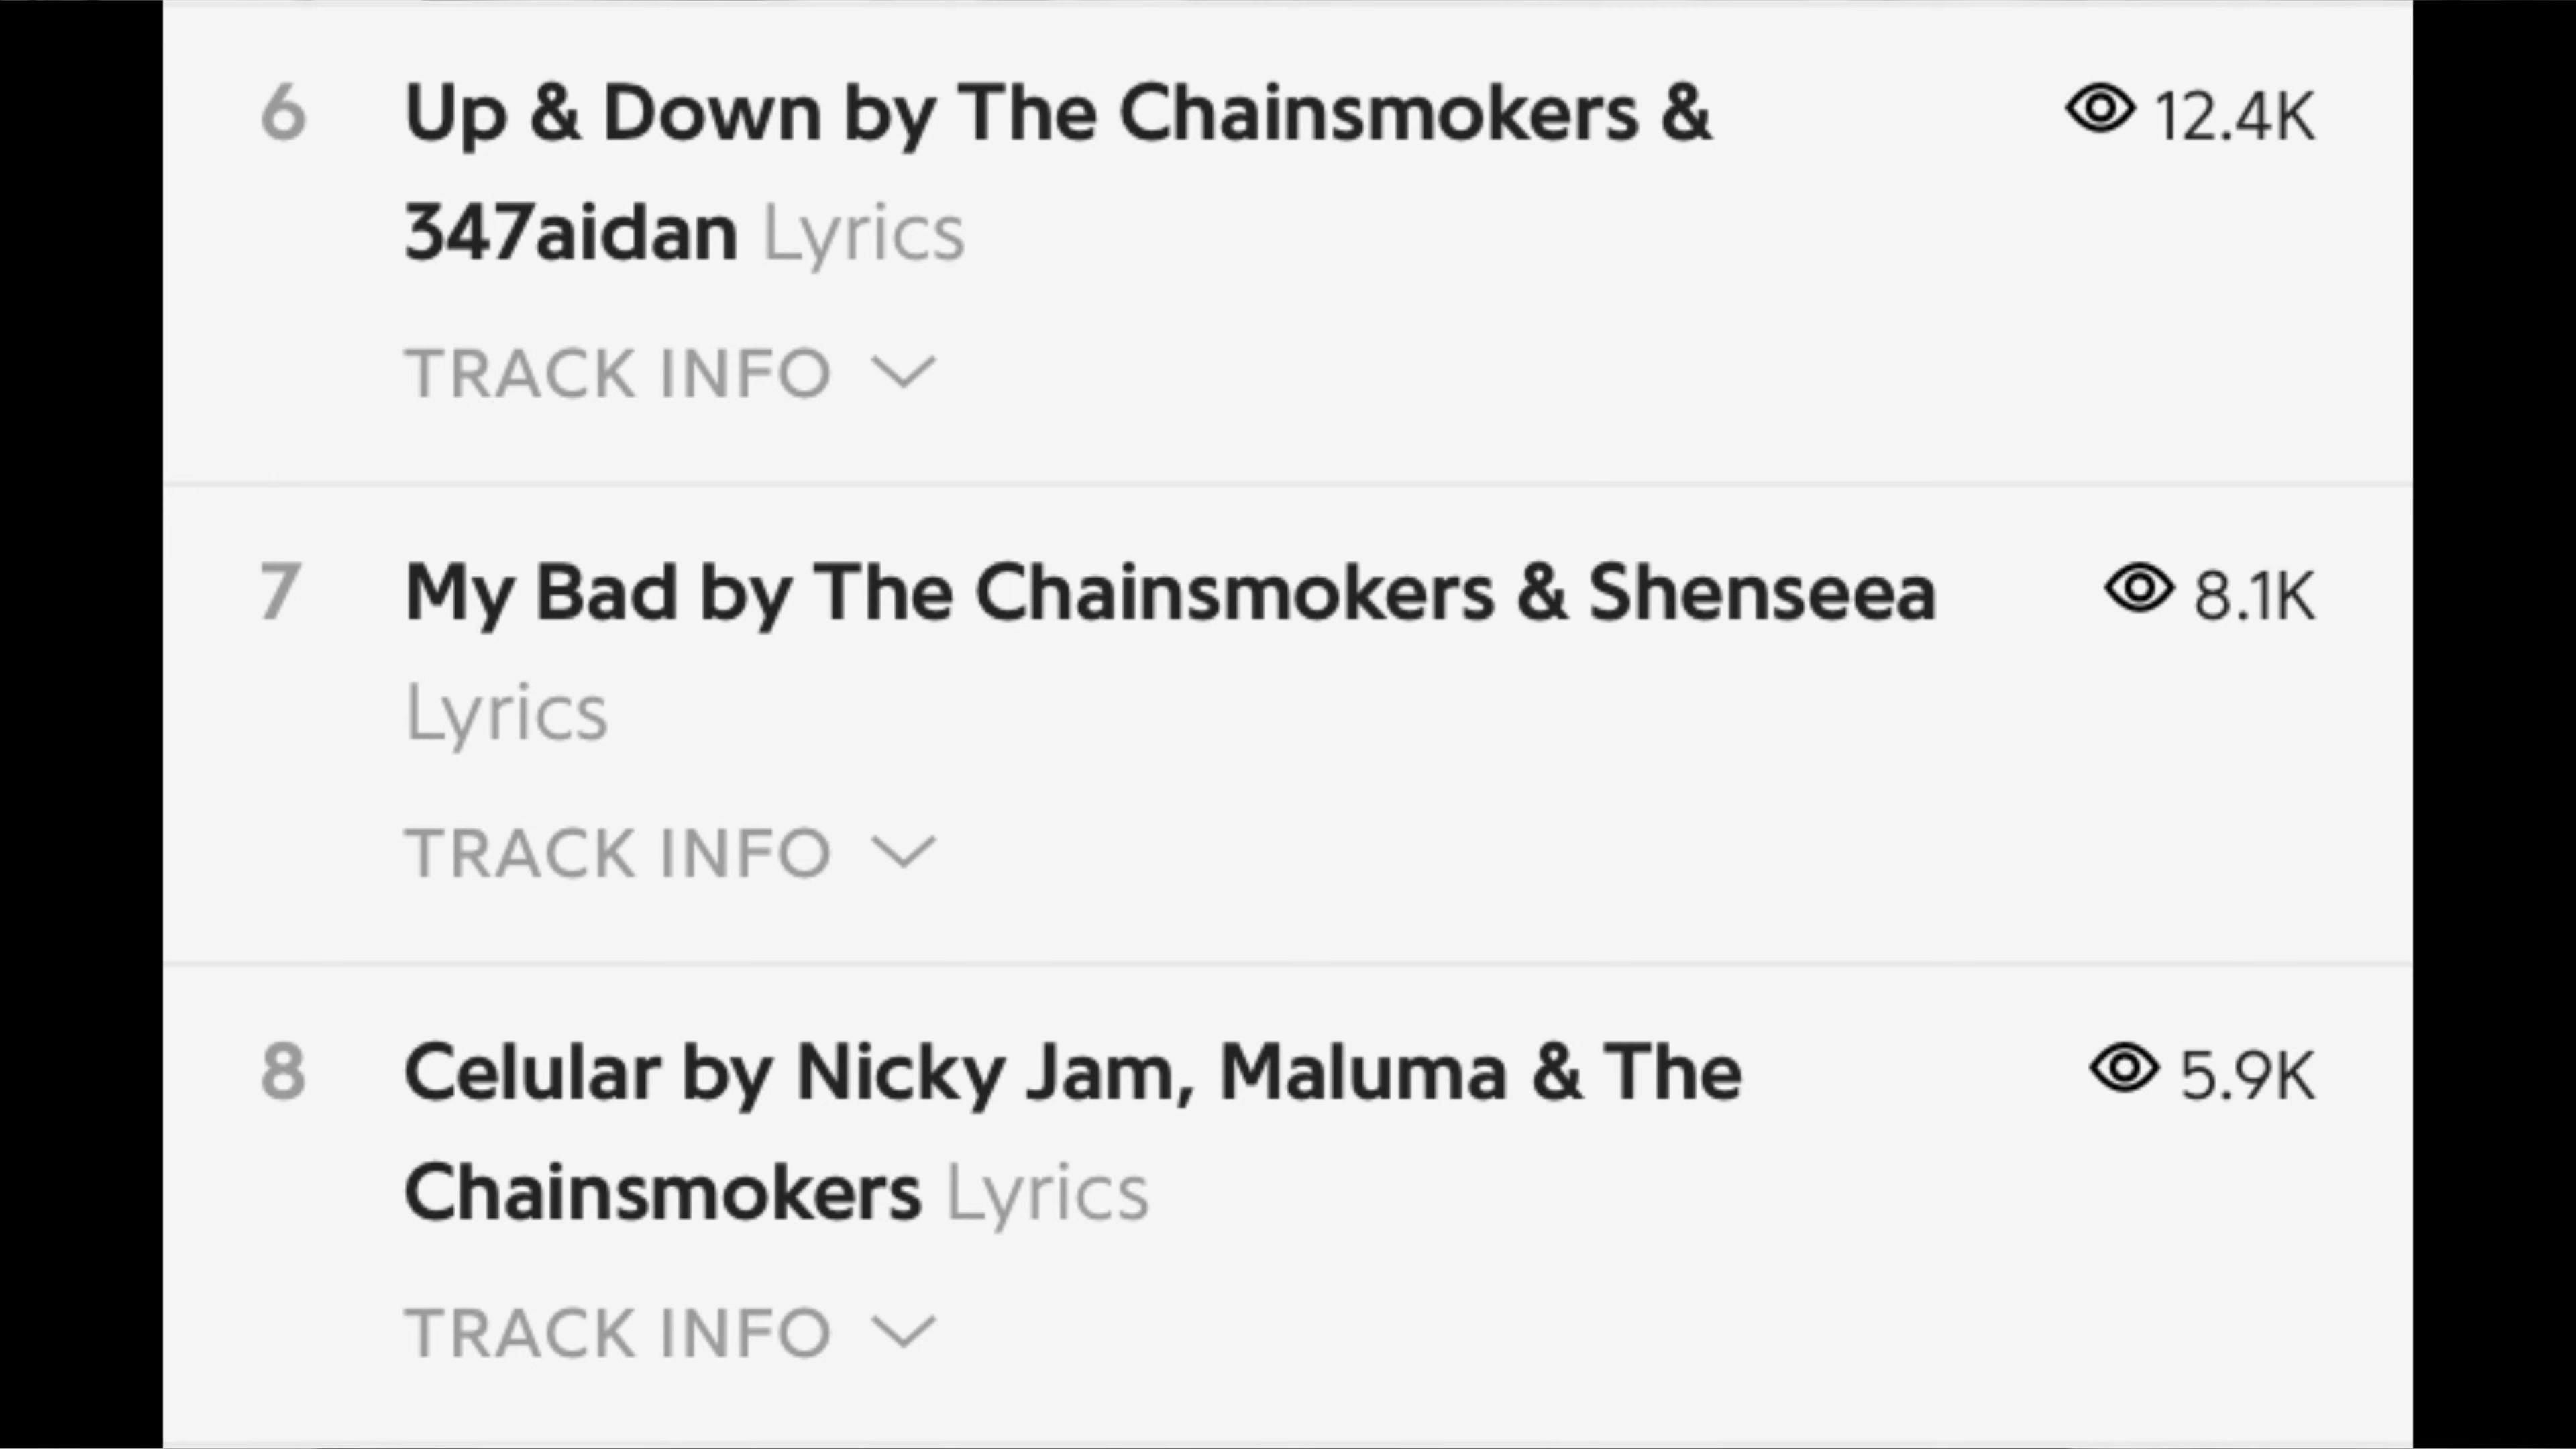 6 Up & Down by The Chainsmokers & 12.4K
347aidan Lyrics
TRACK INFO
7 My Bad by The Chainsmokers & Shenseea 8.1K
Lyrics
TRACK INFO
8 Celular by Nicky Jam, Maluma & The 5.9K
Chainsmokers Lyrics
TRACK INFO